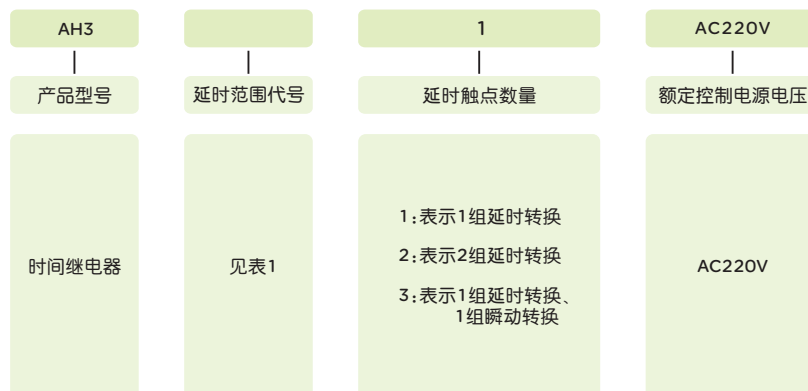 AH3
1
AC220V
产品型号
延时范围代号
延时触点数量
额定控制电源电压
时间继电器
见表1
1:表示1组延时转换
2:表示2组延时转换
3:表示1组延时转换、
1组瞬动转换
AC220V